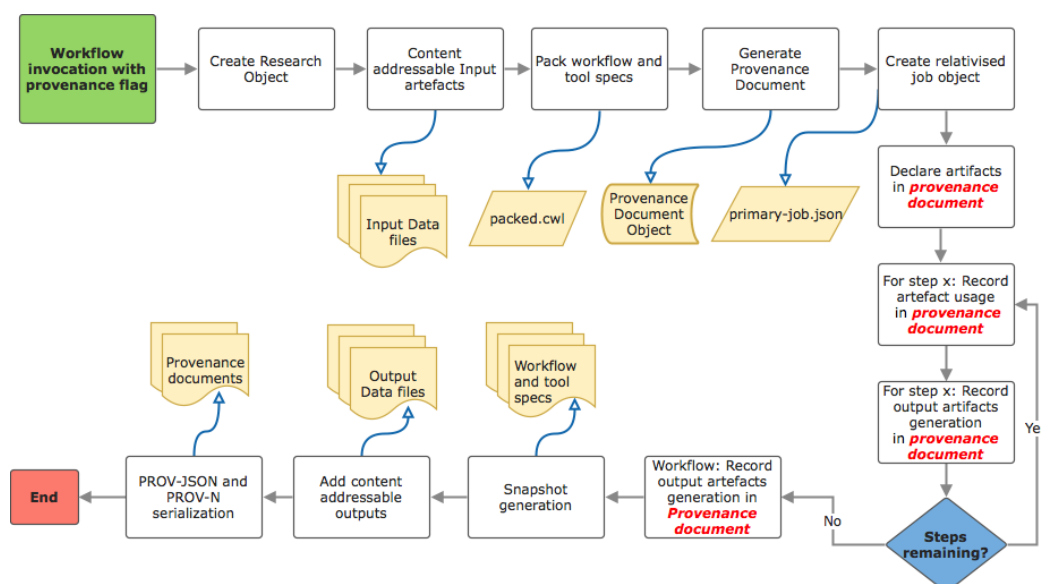 Workflow
invocation with
provenance flag
Create Research
Object
Content
addressable Input
artefacts
Pack workflow and
tool specs
Generate
Provenance
Document
Create relativised
job object
Input Data
files
packed.cwl
Provenance
Document
Object
primary-job.json
Declare artifacts
in provenance
document
For step x: Record
artefact usage
in provenance
document
For step x: Record
output artifacts
generation
in provenance
document
Ye
Steps
remaining?
No
Provenance
documents
Output
Data files
Workflow
and tool
specs
End
PROV-JSON and
PROV-N
serialization
Add content
addressable
outputs
Snapshot
generation
Workflow: Record
output artefacts
generation in
Provenance
document